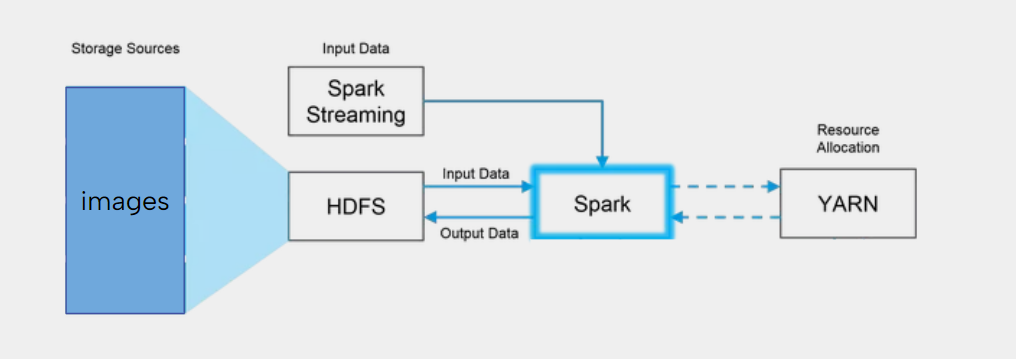 Storage Sources
Input Data
Spark
Streaming
Resource
Allocation
images
HDFS
Input Data
Output Data
Spark
YARN